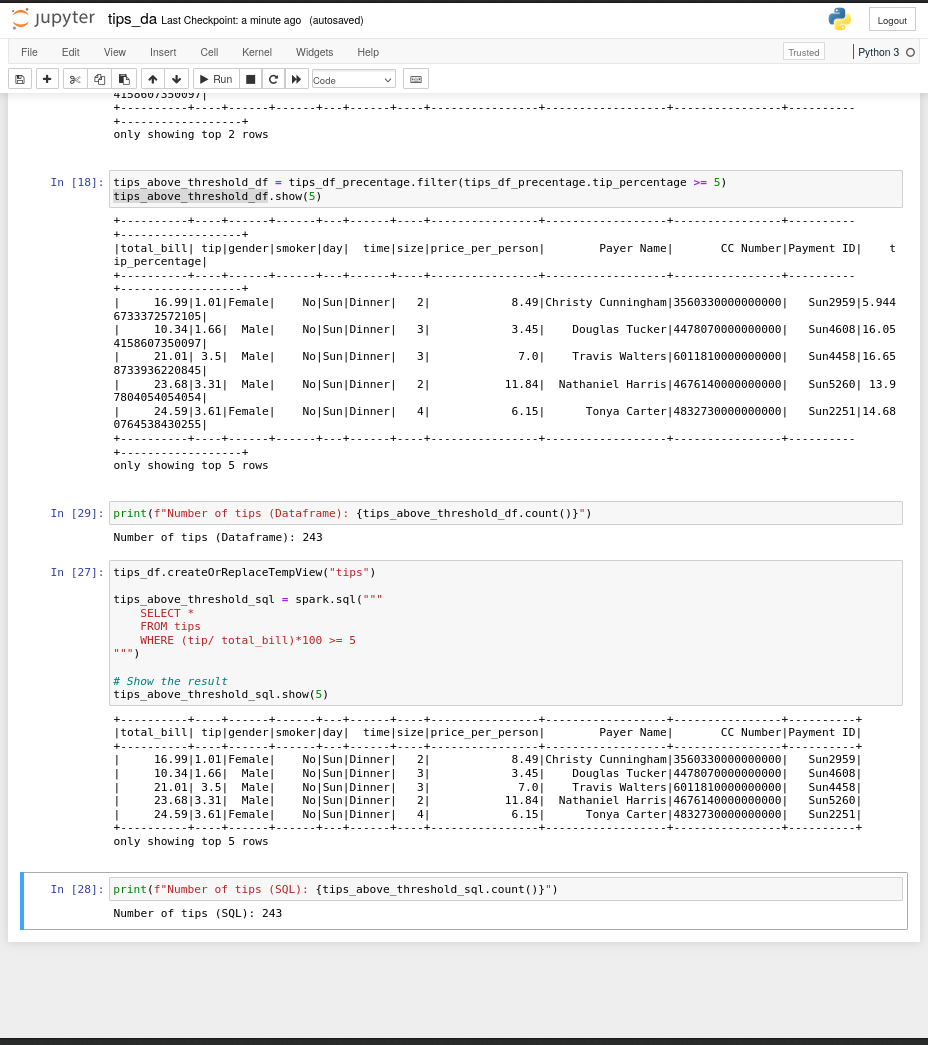 jupyter tips_da Last Checkpoint: a minute ago (autosaved) Logout
File Edit View Insert Cell Kernel Widgets Help Trusted Python 3
Run Code
4158607350097|
+----------+----+------+------+---+------+----+----------------+------------------+----------------+----------
+------------------+
only showing top 2 rows
In [18]: tips_above_threshold_df = tips_df_precentage.filter(tips_df_precentage.tip_percentage >= 5)
tips_above_threshold_df.show(5)
+----------+----+------+------+---+------+----+----------------+------------------+----------------+----------
+------------------+
|total_bill| tip|gender|smoker|day|  time|size|price_per_person|        Payer Name|       CC Number|Payment ID|    t
ip_percentage|
+----------+----+------+------+---+------+----+----------------+------------------+----------------+----------
+------------------+
|     16.99|1.01|Female|    No|Sun|Dinner|   2|            8.49|Christy Cunningham|3560330000000000|   Sun2959|5.944
6733372572105|
|     10.34|1.66|  Male|    No|Sun|Dinner|   3|            3.45|    Douglas Tucker|4478070000000000|   Sun4608|16.05
4158607350097|
|     21.01| 3.5|  Male|    No|Sun|Dinner|   3|             7.0|    Travis Walters|6011810000000000|   Sun4458|16.65
8733936220845|
|     23.68|3.31|  Male|    No|Sun|Dinner|   2|           11.84|  Nathaniel Harris|4676140000000000|   Sun5260| 13.9
7804054054054|
|     24.59|3.61|Female|    No|Sun|Dinner|   4|            6.15|      Tonya Carter|4832730000000000|   Sun2251|14.68
0764538430255|
+----------+----+------+------+---+------+----+----------------+------------------+----------------+----------
+------------------+
only showing top 5 rows
In [29]: print(f"Number of tips (Dataframe): {tips_above_threshold_df.count()}")
Number of tips (Dataframe): 243
In [27]: tips_df.createOrReplaceTempView("tips")
tips_above_threshold_sql = spark.sql("""
    SELECT *
    FROM tips
    WHERE (tip/ total_bill)*100 >= 5
""")
# Show the result
tips_above_threshold_sql.show(5)
+----------+----+------+------+---+------+----+----------------+------------------+----------------+----------+
|total_bill| tip|gender|smoker|day|  time|size|price_per_person|        Payer Name|       CC Number|Payment ID|
+----------+----+------+------+---+------+----+----------------+------------------+----------------+----------+
|     16.99|1.01|Female|    No|Sun|Dinner|   2|            8.49|Christy Cunningham|3560330000000000|   Sun2959|
|     10.34|1.66|  Male|    No|Sun|Dinner|   3|            3.45|    Douglas Tucker|4478070000000000|   Sun4608|
|     21.01| 3.5|  Male|    No|Sun|Dinner|   3|             7.0|    Travis Walters|6011810000000000|   Sun4458|
|     23.68|3.31|  Male|    No|Sun|Dinner|   2|           11.84|  Nathaniel Harris|4676140000000000|   Sun5260|
|     24.59|3.61|Female|    No|Sun|Dinner|   4|            6.15|      Tonya Carter|4832730000000000|   Sun2251|
+----------+----+------+------+---+------+----+----------------+------------------+----------------+----------+
only showing top 5 rows
In [28]: print(f"Number of tips (SQL): {tips_above_threshold_sql.count()}")
Number of tips (SQL): 243